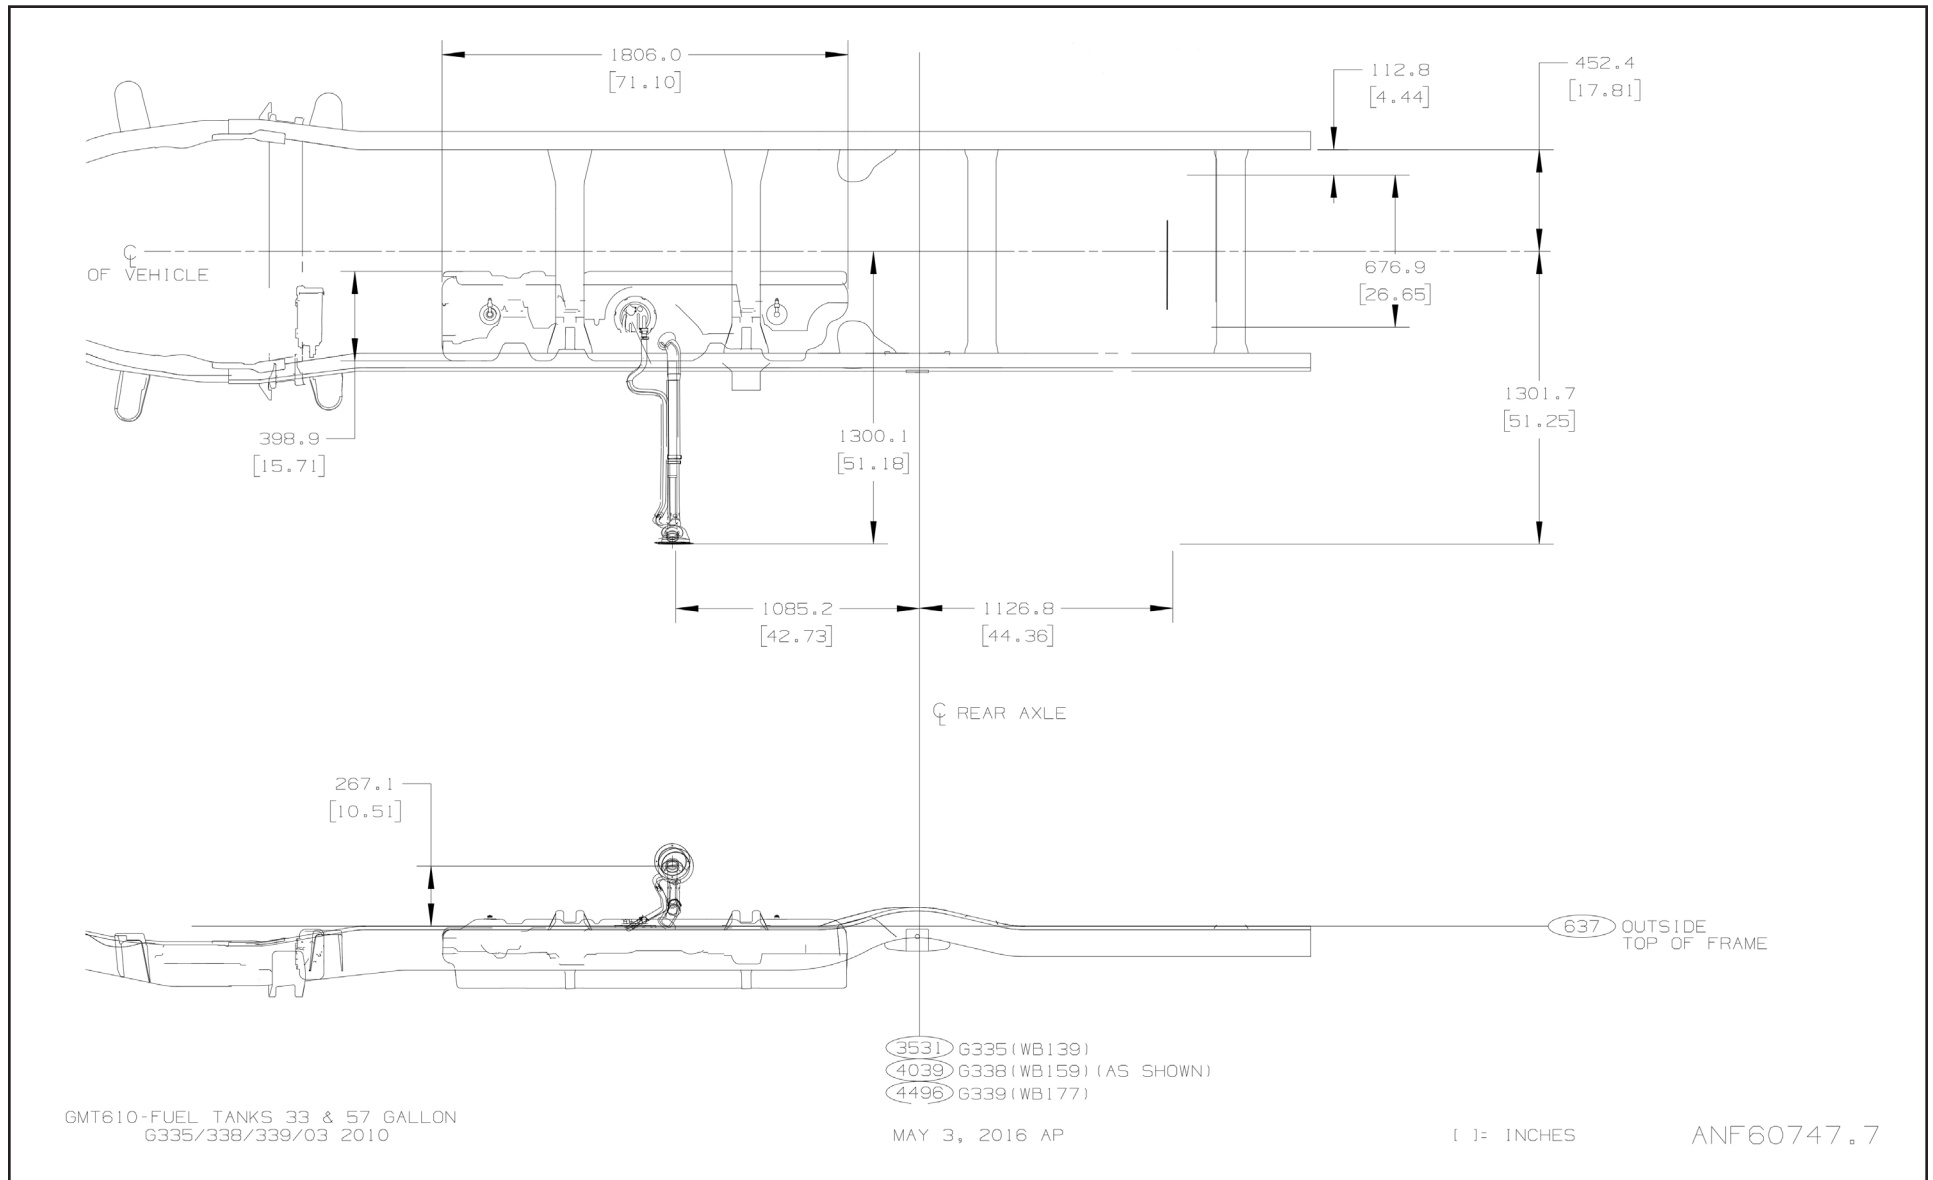 1806.0
[71.10]
112.8
[4.44]
452.4
[17.81]
℄
OF VEHICLE
676.9
[26.65]
1301.7
[51.25]
398.9
[15.71]
1300.1
[51.18]
1085.2
[42.73]
1126.8
[44.36]
℄ REAR AXLE
267.1
[10.51]
637 OUTSIDE
TOP OF FRAME
3531 G335(WB139)
4039 G338(WB159)(AS SHOWN)
4496 G339(WB177)
GMT610-FUEL TANKS 33 & 57 GALLON
G335/338/339/03 2010
MAY 3, 2016 AP
[ ]= INCHES
ANF60747.7